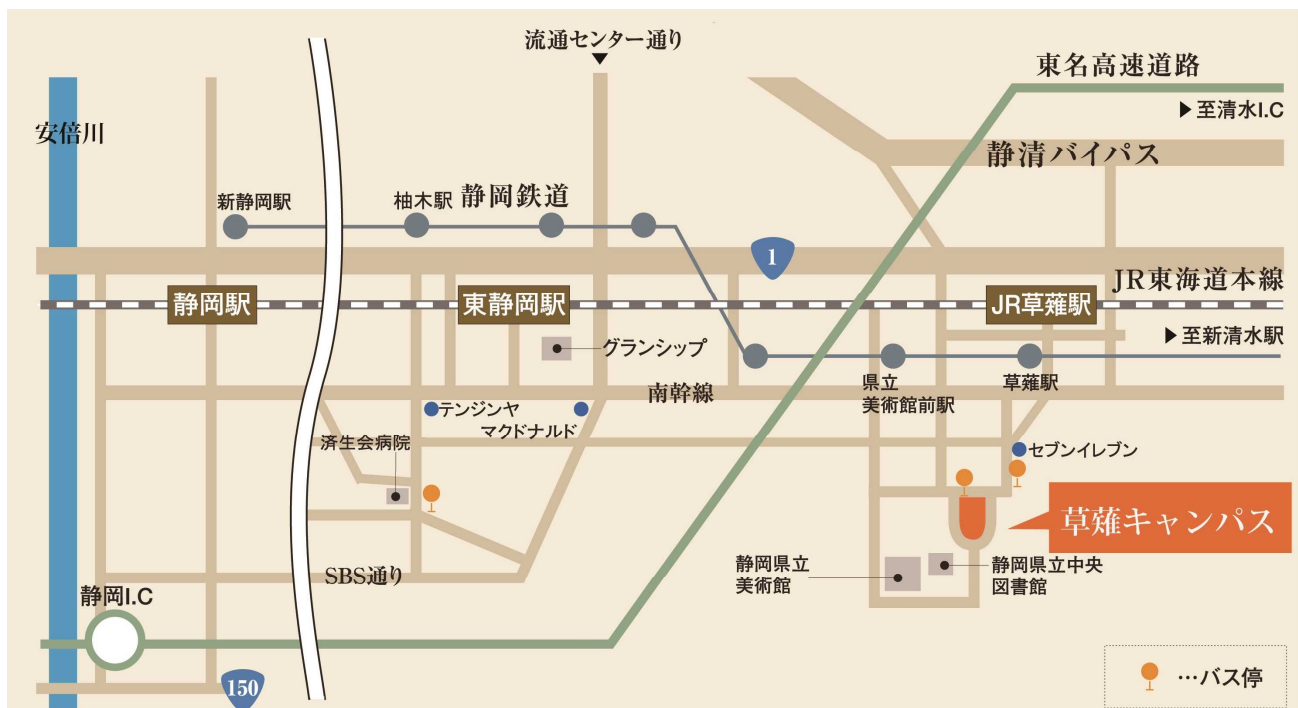 流通センター通り
東名高速道路
▶至清水I.C
安倍川
静清バイパス
新静岡駅
柚木駅
静岡鉄道
1
JR東海道本線
静岡駅
東静岡駅
JR草薙駅
▶至新清水駅
グランシップ
県立
美術館前駅
草薙駅
南幹線
テンジンヤ
マクドナルド
済生会病院
セブンイレブン
草薙キャンパス
静岡県立
美術館
静岡県立中央
図書館
SBS通り
静岡I.C
150
…バス停